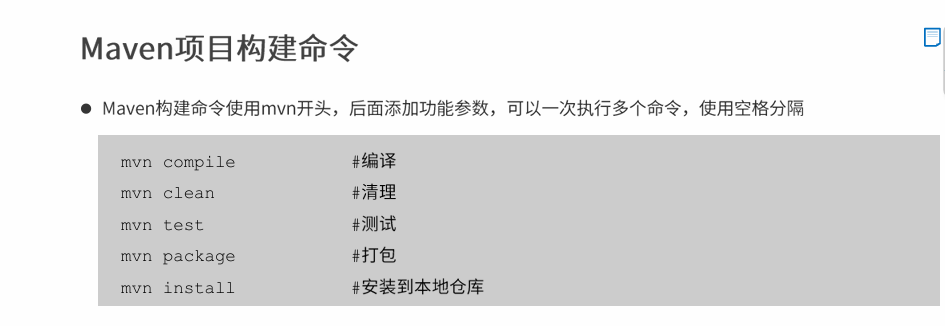 Maven项目构建命令
● Maven构建命令使用mvn开头，后面添加功能参数，可以一次执行多个命令，使用空格分隔
mvn compile #编译
mvn clean #清理
mvn test #测试
mvn package #打包
mvn install #安装到本地仓库